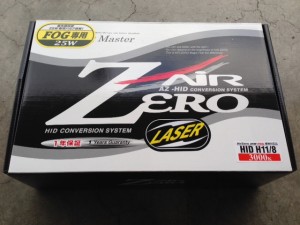 FOG専用
25W
Master
ZAIR
AZ-HID CONVERSION SYSTEM
ZERO
HID CONVERSION SYSTEM
LASER
1年保証
HID H11/8
3000K